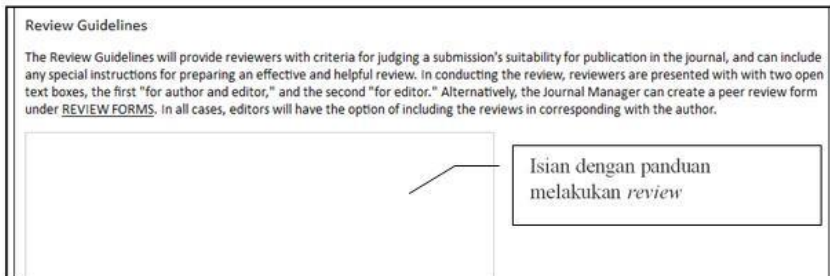 Review Guidelines
The Review Guidelines will provide reviewers with criteria for judging a submission's suitability for publication in the journal, and can include
any special instructions for preparing an effective and helpful review. In conducting the review, reviewers are presented with with two open
text boxes, the first "for author and editor," and the second "for editor." Alternatively, the Journal Manager can create a peer review form
under REVIEW FORMS. In all cases, editors will have the option of including the reviews in corresponding with the author.
Isian dengan panduan
melakukan review